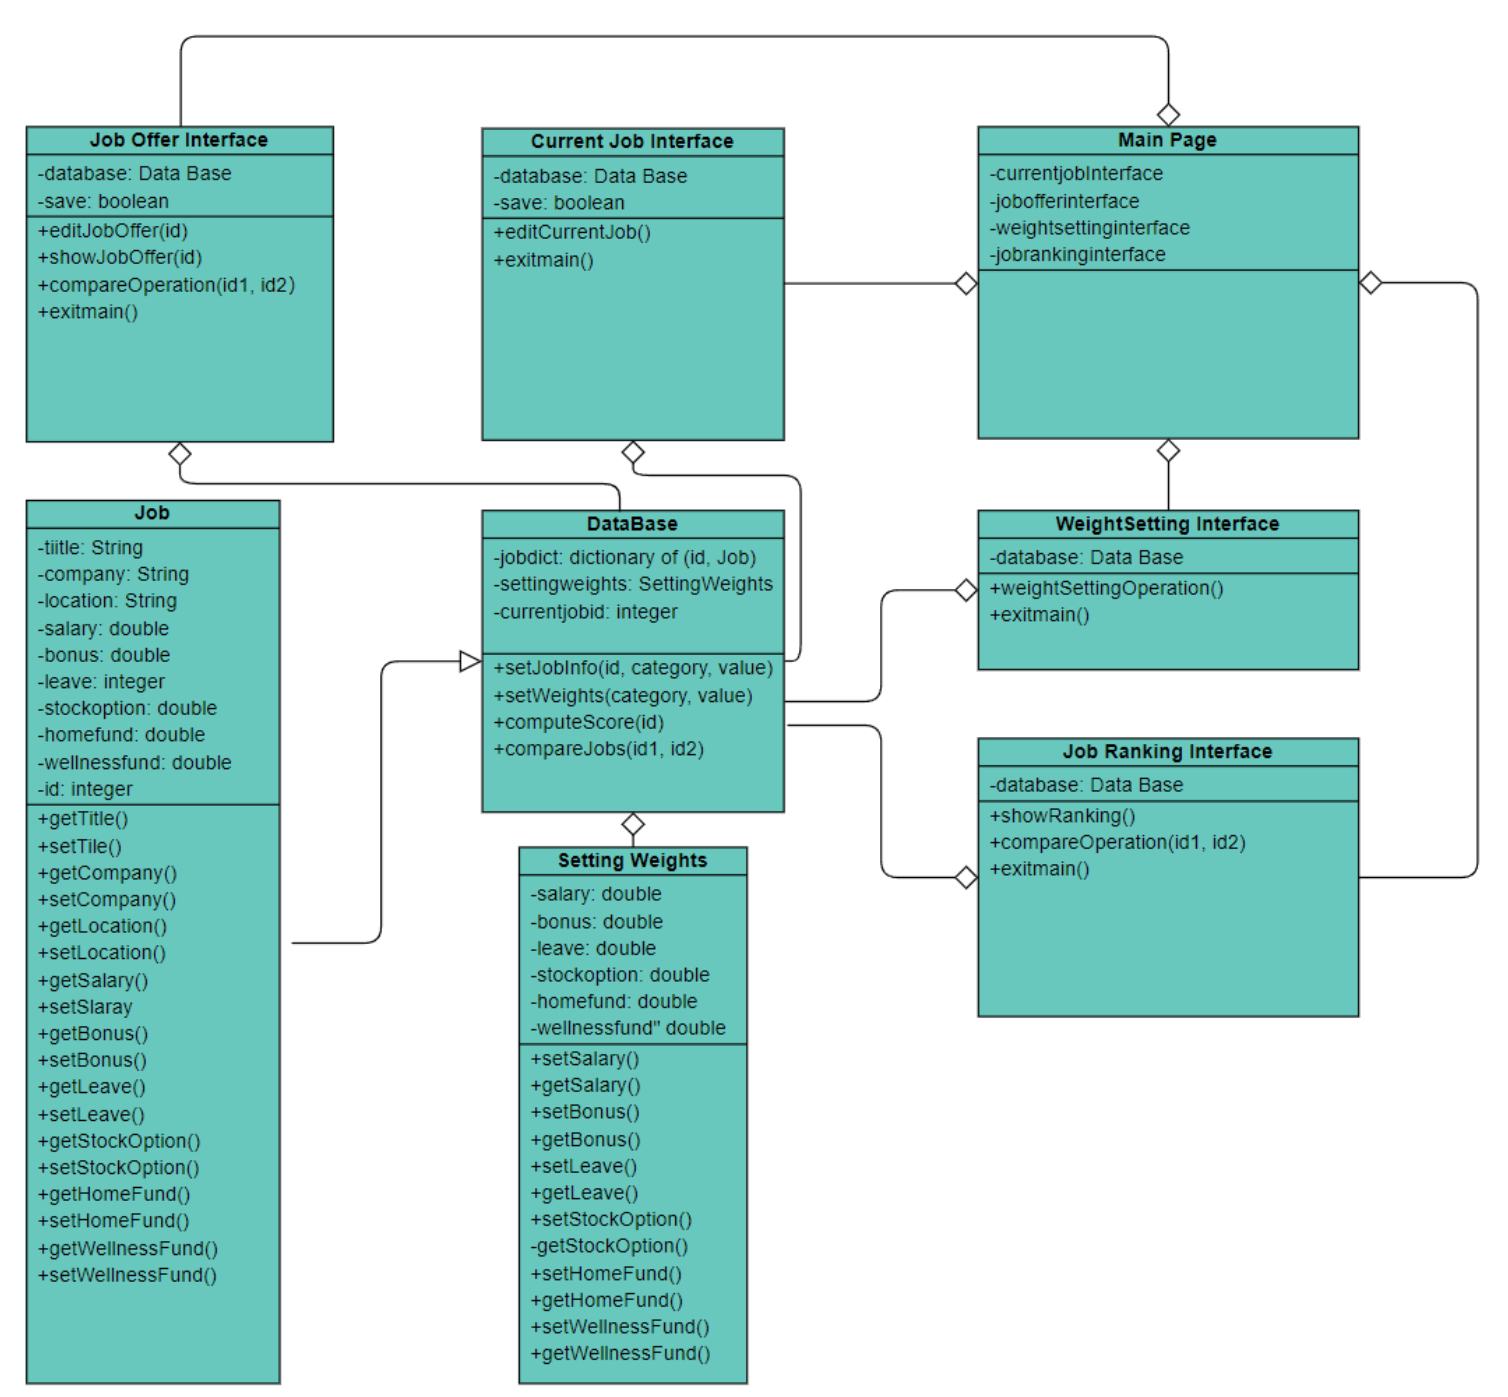 Job Offer Interface
-database: Data Base
-save: boolean
+editJobOffer(id)
+showJobOffer(id)
+compareOperation(id1, id2)
+exitmain()
Current Job Interface
-database: Data Base
-save: boolean
+editCurrentJob()
+exitmain()
Main Page
-currentjobInterface
-jobofferinterface
-weightsettinginterface
-jobrankinginterface
Job
-tiitle: String
-company: String
-location: String
-salary: double
-bonus: double
-leave: integer
-stockoption: double
-homefund: double
-wellnessfund: double
-id: integer
+getTitle()
+setTile()
+getCompany()
+setCompany()
+getLocation()
+setLocation()
+getSalary()
+setSlaray
+getBonus()
+setBonus()
+getLeave()
+setLeave()
+getStockOption()
+setStockOption()
+getHomeFund()
+setHomeFund()
+getWellnessFund()
+setWellnessFund()
DataBase
-jobdict: dictionary of (id, Job)
-settingweights: SettingWeights
-currentjobid: integer
+setJobInfo(id, category, value)
+setWeights(category, value)
+computeScore(id)
+compareJobs(id1, id2)
WeightSetting Interface
-database: Data Base
+weightSettingOperation()
+exitmain()
Job Ranking Interface
-database: Data Base
+showRanking()
+compareOperation(id1, id2)
+exitmain()
Setting Weights
-salary: double
-bonus: double
-leave: double
-stockoption: double
-homefund: double
-wellnessfund" double
+setSalary()
+getSalary()
+setBonus()
+getBonus()
+setLeave()
+getLeave()
+setStockOption()
-getStockOption()
+setHomeFund()
+getHomeFund()
+setWellnessFund()
+getWellnessFund()